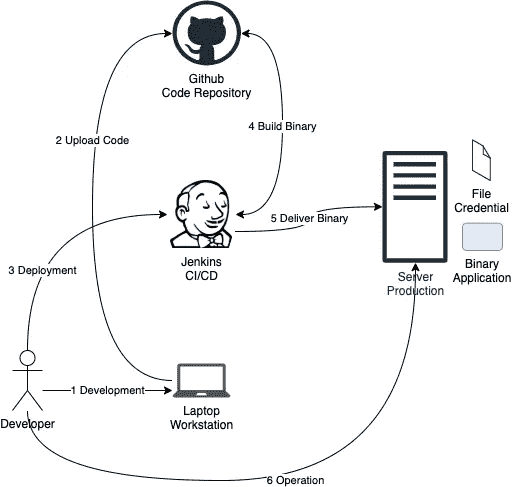 Github
Code Repository
2 Upload Code
4 Build Binary
File
Credential
5 Deliver Binary
Jenkins
CI/CD
3 Deployment
Server
Production
Binary
Application
1 Development
Laptop
Workstation
Developer
6 Operation